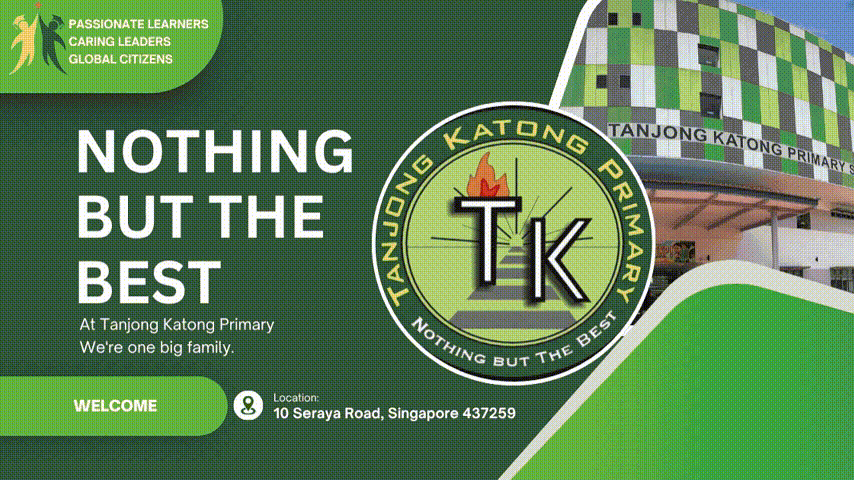 PASSIONATE LEARNERS
CARING LEADERS
GLOBAL CITIZENS
TANJONG KATONG PRIMARY S
NOTHING
BUT THE
BEST
TANJONG KATONG PRIMARY
TK
NOTHING BUT THE BEST
At Tanjong Katong Primary
We're one big family.
WELCOME
Location:
10 Seraya Road, Singapore 437259